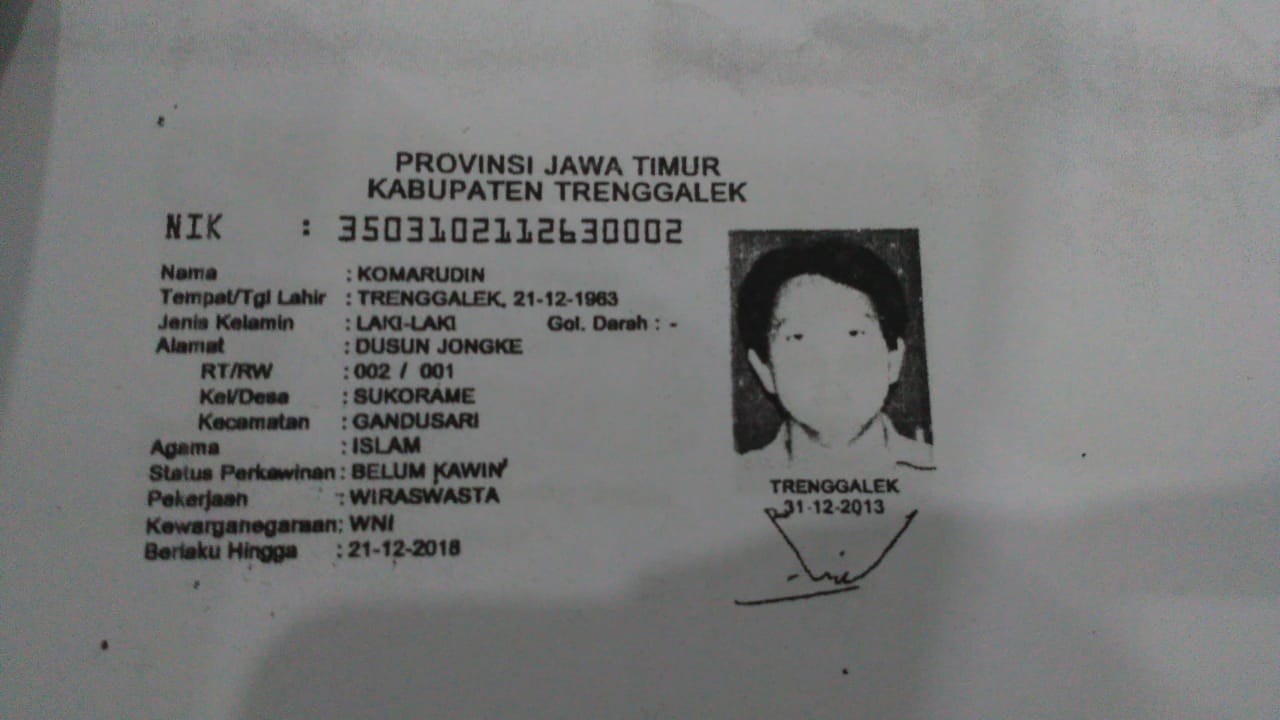 PROVINSI JAWA TIMUR
KABUPATEN TRENGGALEK
NIK : 3503102112630002
Nama : KOMARUDIN
Tempat/Tgl Lahir : TRENGGALEK, 21-12-1963
Jenis Kelamin : LAKI-LAKI Gol. Darah : -
Alamat : DUSUN JONGKE
RT/RW : 002 / 001
Kel/Desa : SUKORAME
Kecamatan : GANDUSARI
Agama : ISLAM
Status Perkawinan : BELUM KAWIN
Pekerjaan : WIRASWASTA
Kewarganegaraan : WNI
Berlaku Hingga : 21-12-2018
TRENGGALEK
31-12-2013